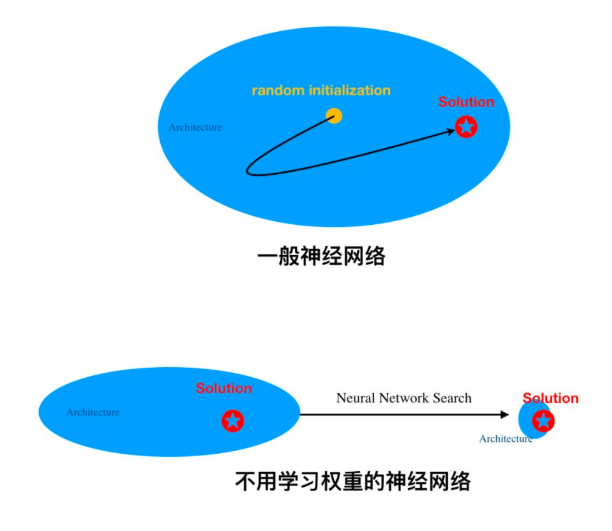 random initialization
Solution
Architecture
一般神经网络
Solution
Architecture
Neural Network Search
Solution
Architecture
不用学习权重的神经网络